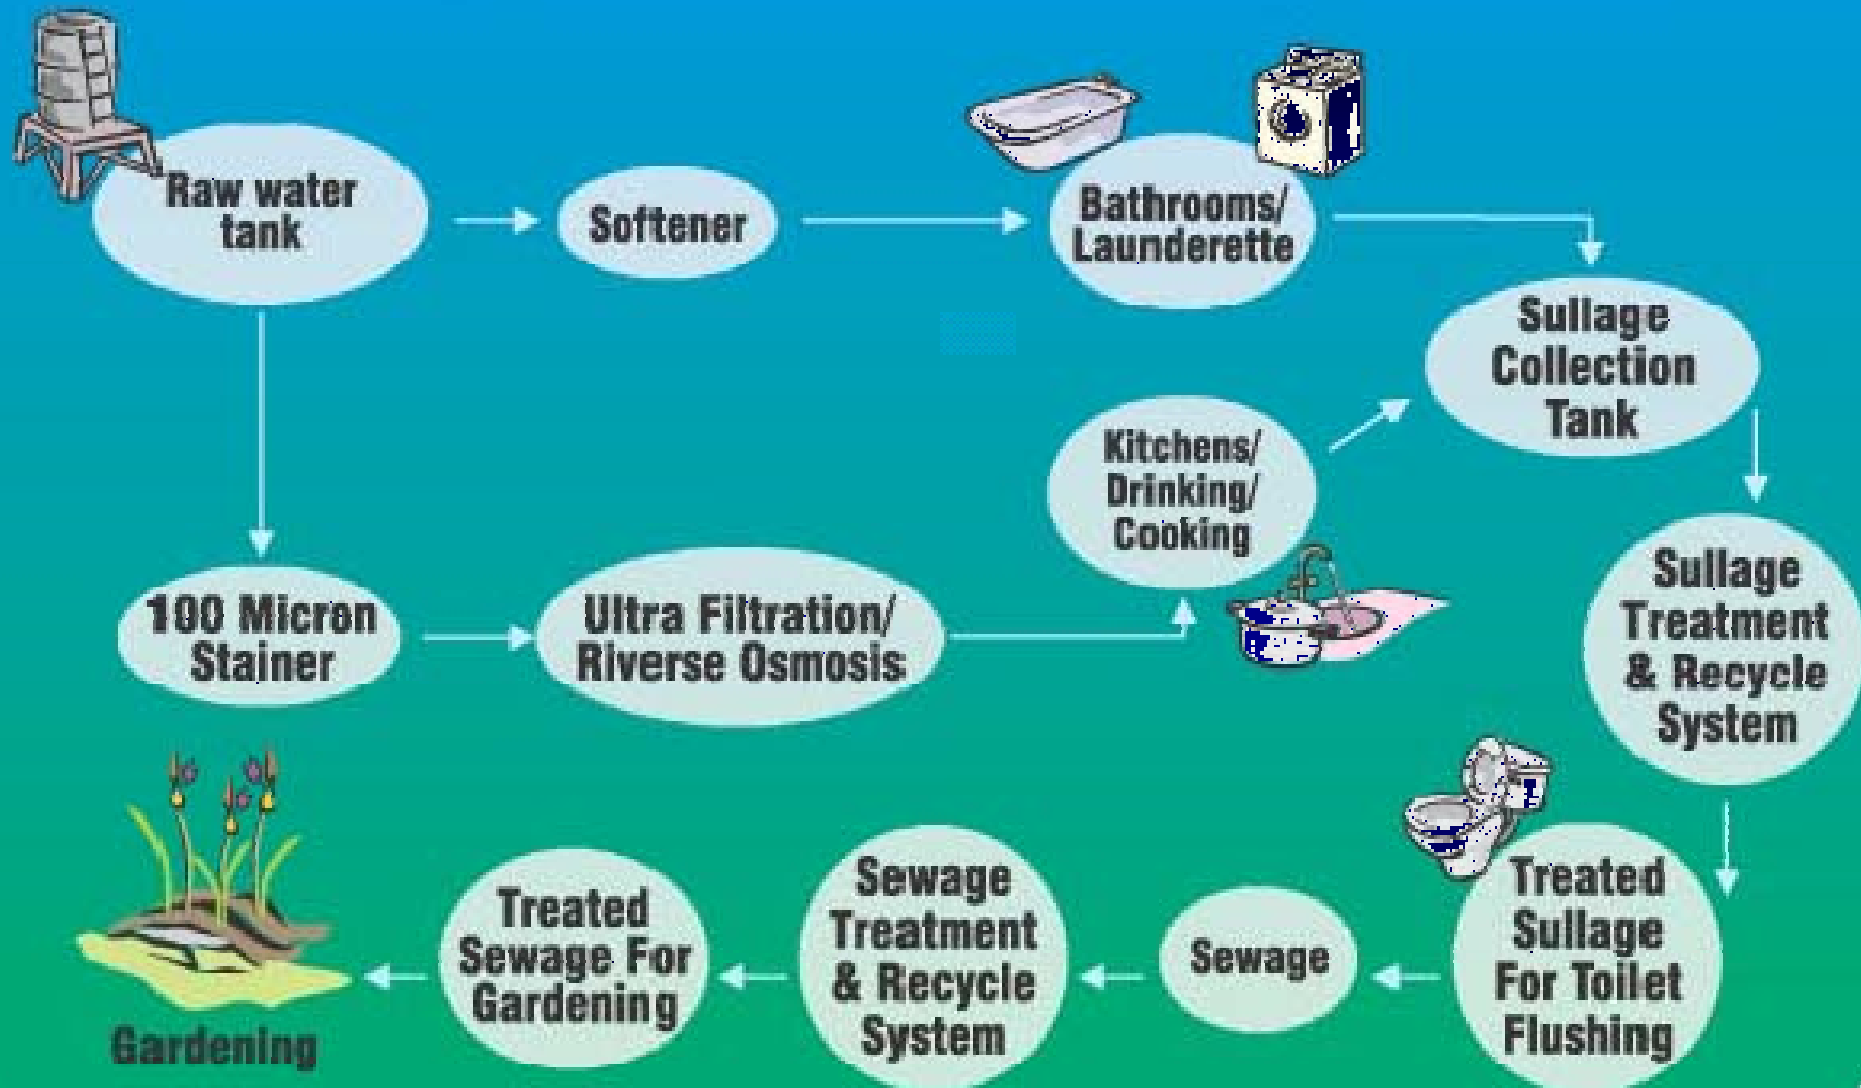 Raw water
tank
Softener
Bathrooms/
Launderette
Sullage
Collection
Tank
Kitchens/
Drinking/
Cooking
100 Micron
Stainer
Ultra Filtration/
Riverse Osmosis
Sullage
Treatment
& Recycle
System
Treated
Sullage
For Toilet
Flushing
Sewage
Sewage
Treatment
& Recycle
System
Treated
Sewage For
Gardening
Gardening